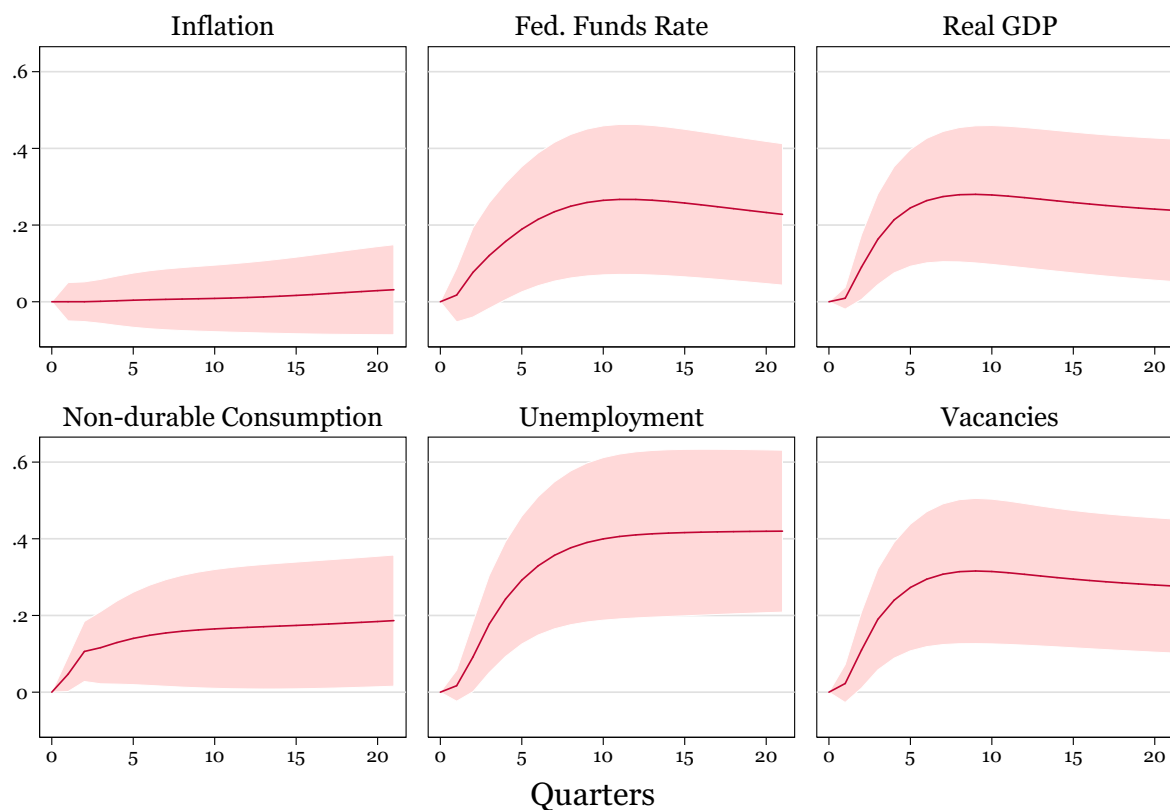 Inflation
Fed. Funds Rate
Real GDP
.6
.4
.2
0
0 5 10 15 20
0 5 10 15 20
0 5 10 15 20
Non-durable Consumption
Unemployment
Vacancies
.6
.4
.2
0
0 5 10 15 20
0 5 10 15 20
0 5 10 15 20
Quarters